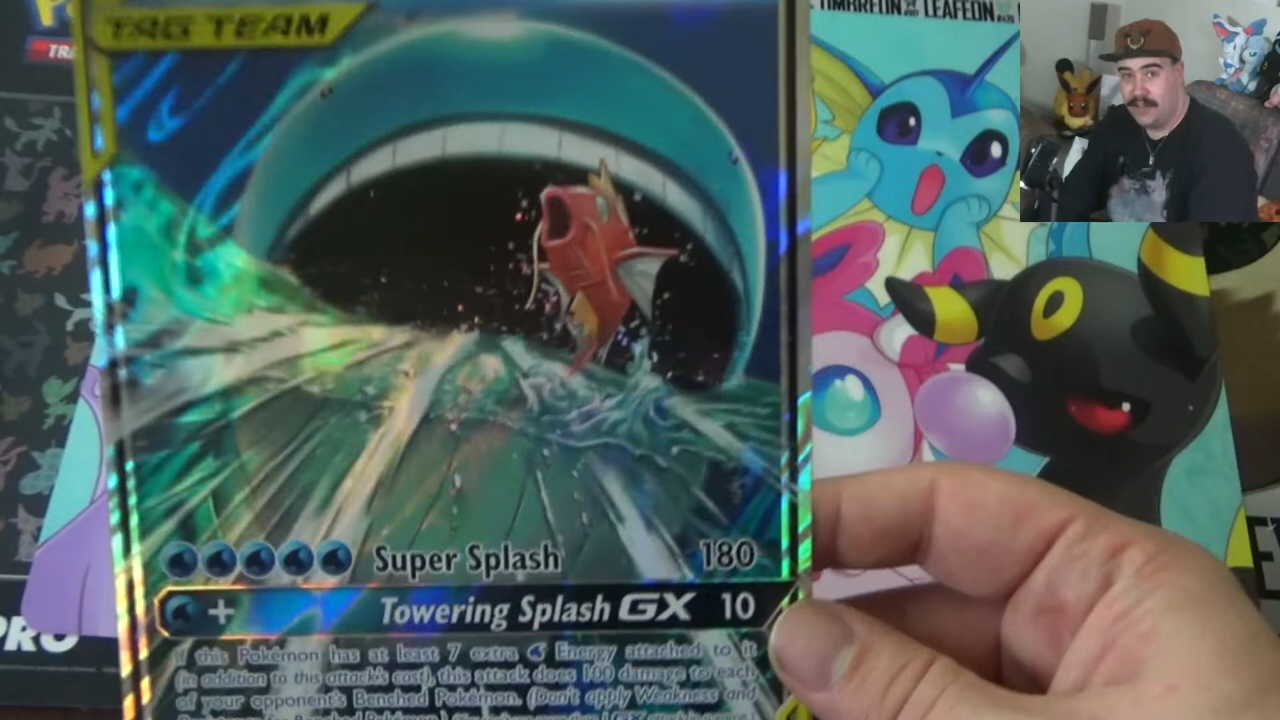 TAG TEAM
UMBREON LEAFEON
Super Splash 180
+ Towering Splash GX 10
If this Pokémon has at least 7 extra Energy attached to it
(in addition to this attack's cost), this attack does 100 damage to each
of your opponent's Benched Pokémon. (Don't apply Weakness and
PRO